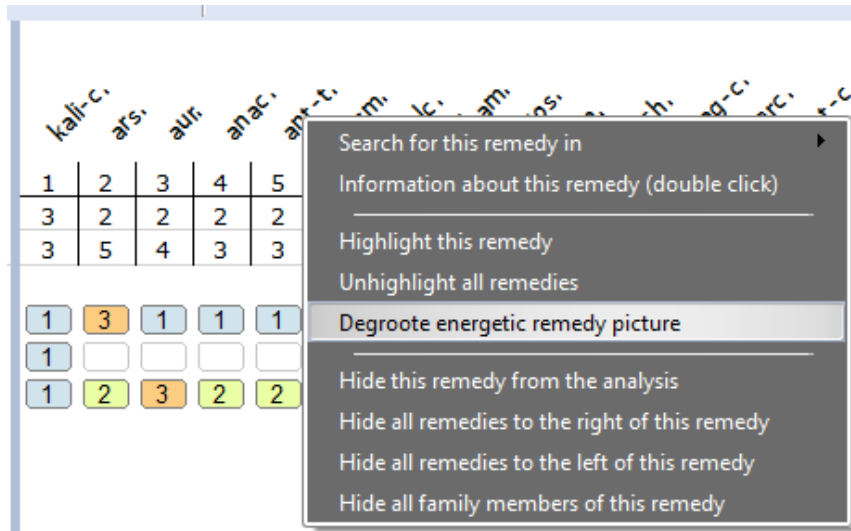 kali-c. ars. aur. anac. ant-t.
1 2 3 4 5
3 2 2 2 2
3 5 4 3 3
1 3 1 1 1
1
1 2 3 2 2
Search for this remedy in
Information about this remedy (double click)
Highlight this remedy
Unhighlight all remedies
Degroote energetic remedy picture
Hide this remedy from the analysis
Hide all remedies to the right of this remedy
Hide all remedies to the left of this remedy
Hide all family members of this remedy